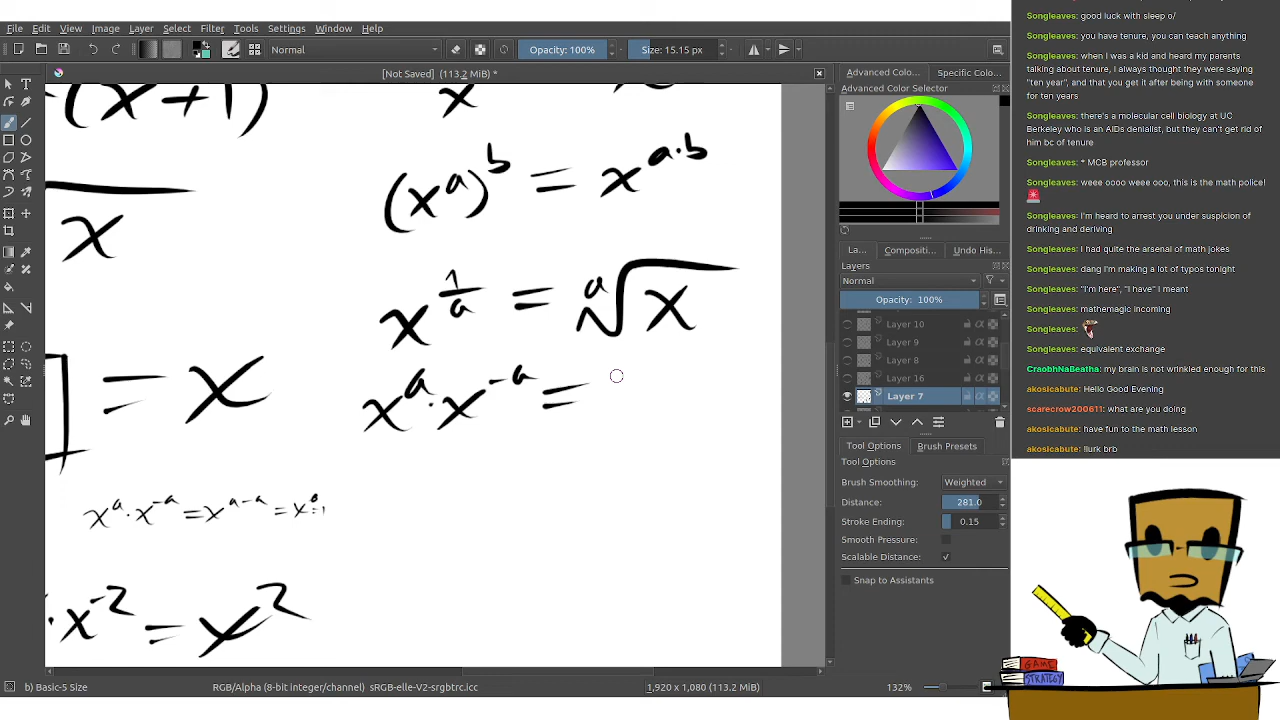 File Edit View Image Layer Select Filter Tools Settings Window Help
Normal Opacity: 100% Size: 15.15 px
[Not Saved] (113.2 MiB) *
(x+1)
x
(x^a)^b = x^(a·b)
x
x^(1/a) = ᵃ√x
= x
x^a · x^-a =
x^a · x^-a = x^(a-a) = x^0 = 1
· x^-2 = x^2
b) Basic-5 Size RGB/Alpha (8-bit integer/channel) sRGB-elle-V2-srgbtrc.icc 1,920 x 1,080 (113.2 MiB) 132%
Advanced Colo... Specific Colo...
Advanced Color Selector
La... Compositi... Undo His...
Layers
Normal
Opacity: 100%
Layer 10
Layer 9
Layer 8
Layer 16
Layer 7
Tool Options Brush Presets
Tool Options
Brush Smoothing: Weighted
Distance: 281.0
Stroke Ending: 0.15
Smooth Pressure:
Scalable Distance:
Snap to Assistants
Songleaves: good luck with sleep o/
Songleaves: you have tenure, you can teach anything
Songleaves: when I was a kid and heard my parents
talking about tenure, I always thought they were saying
"ten year", and that you get it after being with someone
for ten years
Songleaves: there's a molecular cell biology at UC
Berkeley who is an AIDs denialist, but they can't get rid of
him bc of tenure
Songleaves: * MCB professor
Songleaves: weee oooo weee ooo, this is the math police!
🚨
Songleaves: I'm heard to arrest you under suspicion of
drinking and deriving
Songleaves: I had quite the arsenal of math jokes
Songleaves: dang I'm making a lot of typos tonight
Songleaves: "I'm here", "I have" I meant
Songleaves: mathemagic incoming
Songleaves:
Songleaves: equivalent exchange
CraobhNaBeatha: my brain is not wrinkled enough for this
akosicabute: Hello Good Evening
scarecrow200611: what are you doing
akosicabute: have fun to the math lesson
akosicabute: !lurk brb
GAME
STRATEGY